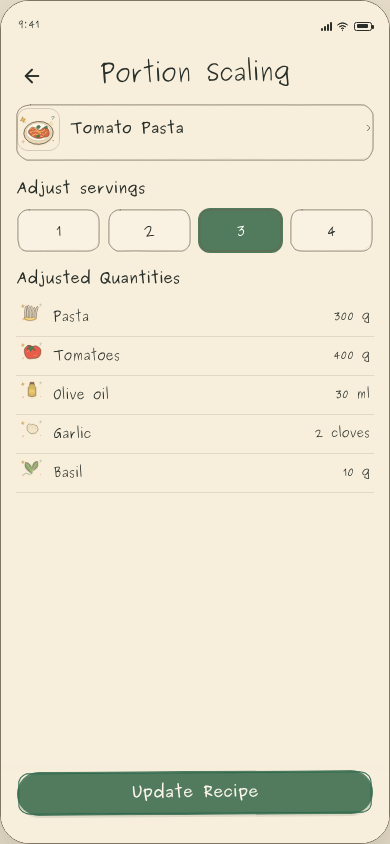 9:41
Portion Scaling
Tomato Pasta
Adjust servings
1 2 3 4
Adjusted Quantities
Pasta 300 g
Tomatoes 400 g
Olive oil 30 ml
Garlic 2 cloves
Basil 10 g
Update Recipe